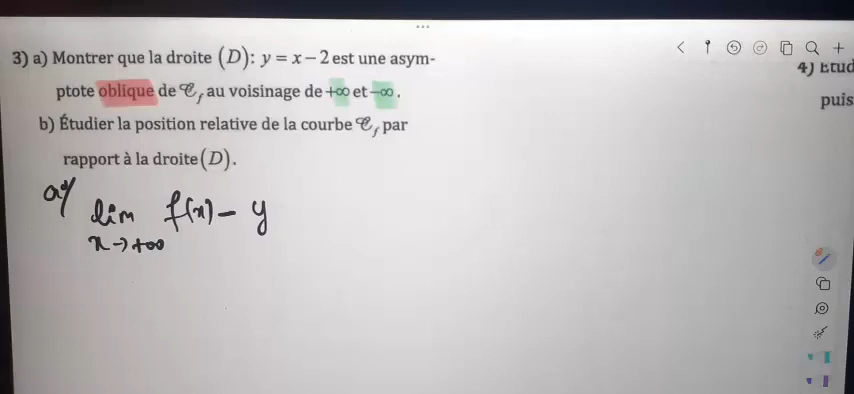 3) a) Montrer que la droite (D): y = x − 2 est une asym-
ptote oblique de 𝒞f au voisinage de +∞ et −∞.
b) Étudier la position relative de la courbe 𝒞f par
rapport à la droite (D).
4) Étud
puis
a) lim f(x) − y
x→+∞